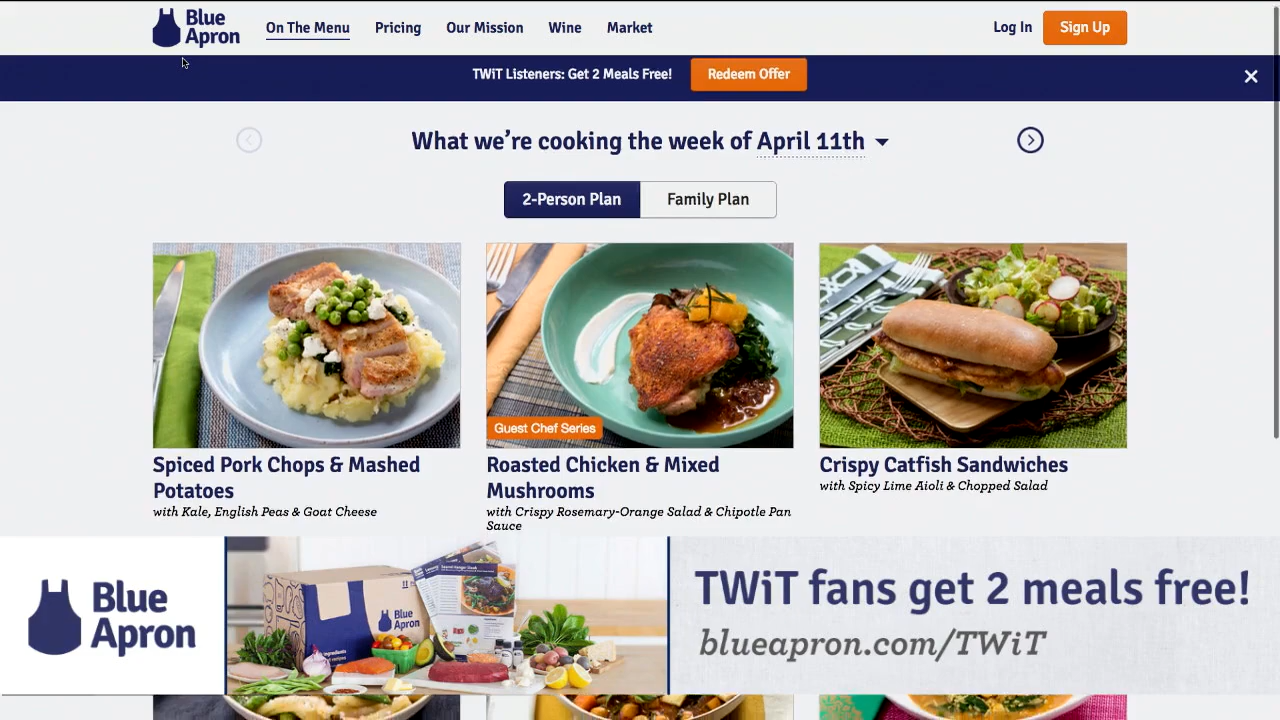 Blue
Apron
On The Menu
Pricing
Our Mission
Wine
Market
Log In
Sign Up
TWiT Listeners: Get 2 Meals Free!
Redeem Offer
What we're cooking the week of April 11th
2-Person Plan
Family Plan
Guest Chef Series
Spiced Pork Chops & Mashed
Potatoes
with Kale, English Peas & Goat Cheese
Roasted Chicken & Mixed
Mushrooms
with Crispy Rosemary-Orange Salad & Chipotle Pan
Sauce
Crispy Catfish Sandwiches
with Spicy Lime Aioli & Chopped Salad
Blue
Apron
Blue
Apron
TWiT fans get 2 meals free!
blueapron.com/TWiT